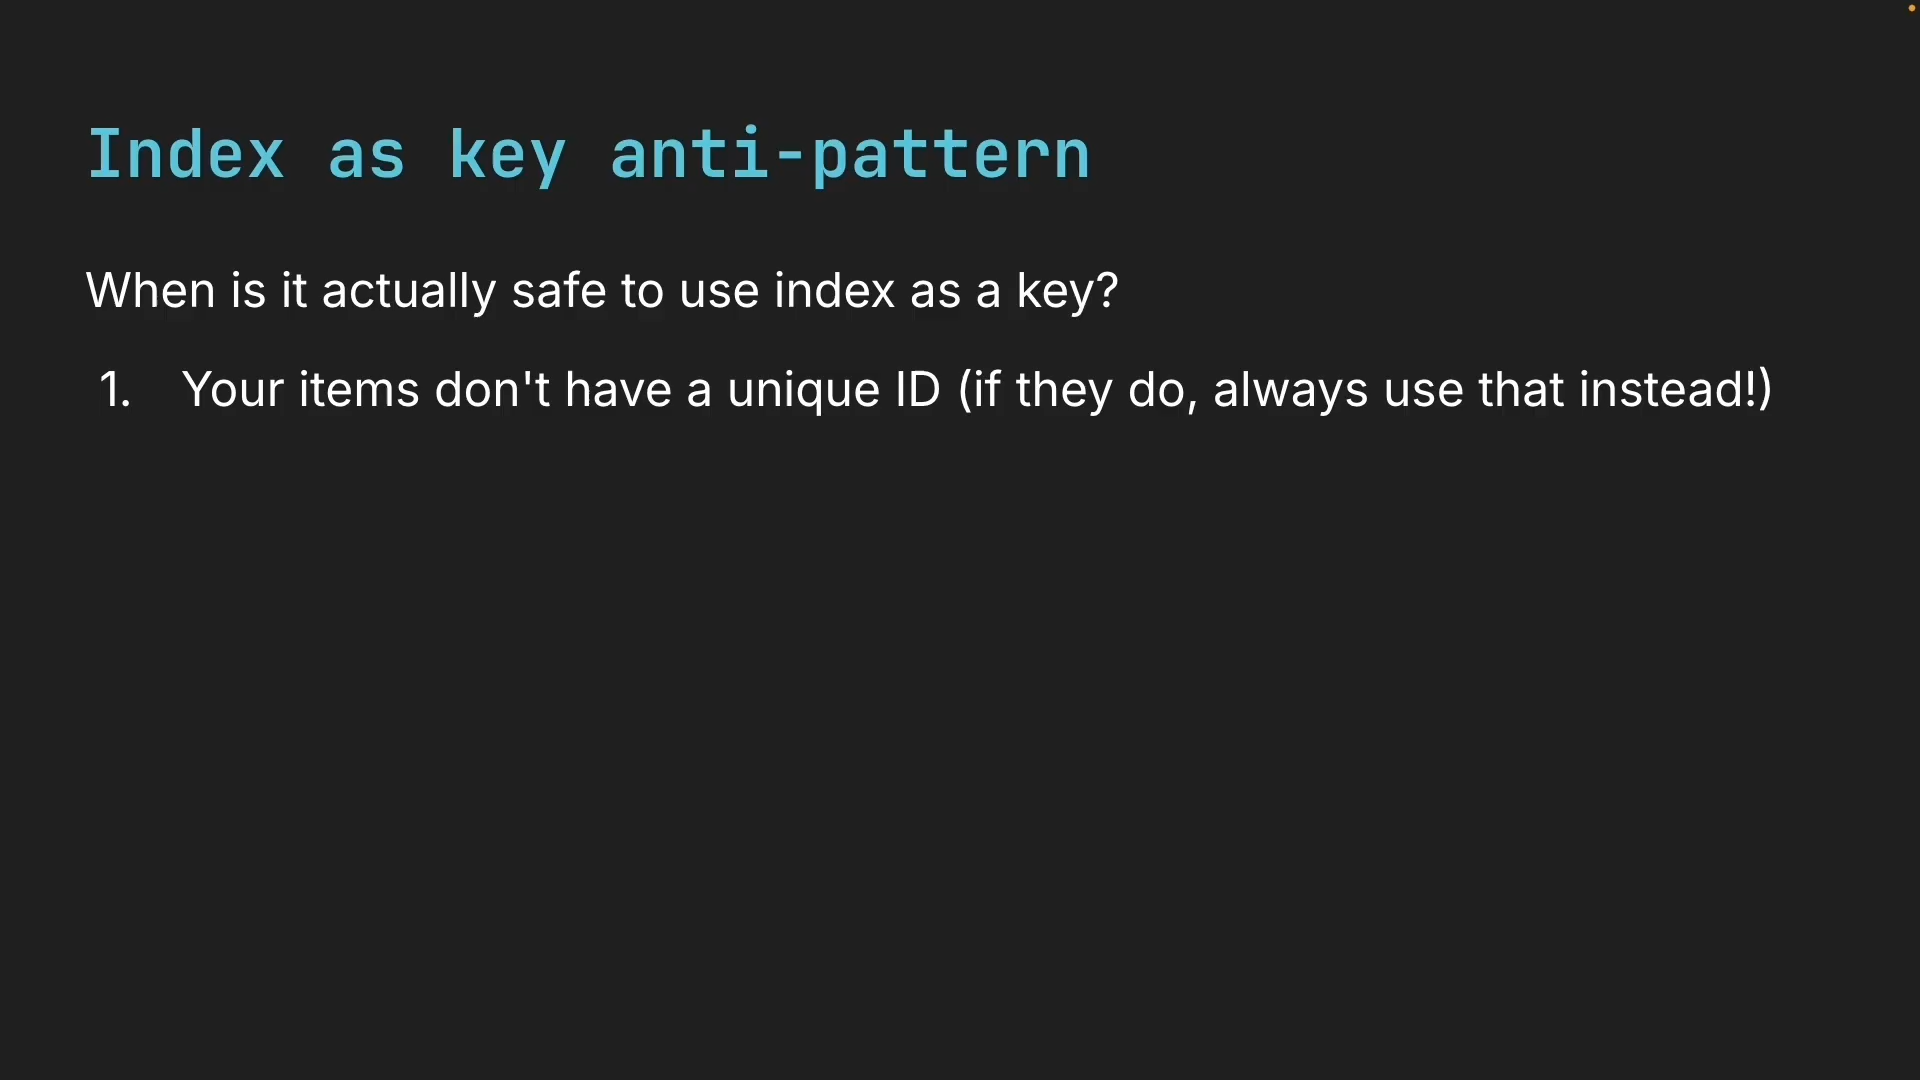 Index as key anti-pattern
When is it actually safe to use index as a key?
1. Your items don't have a unique ID (if they do, always use that instead!)